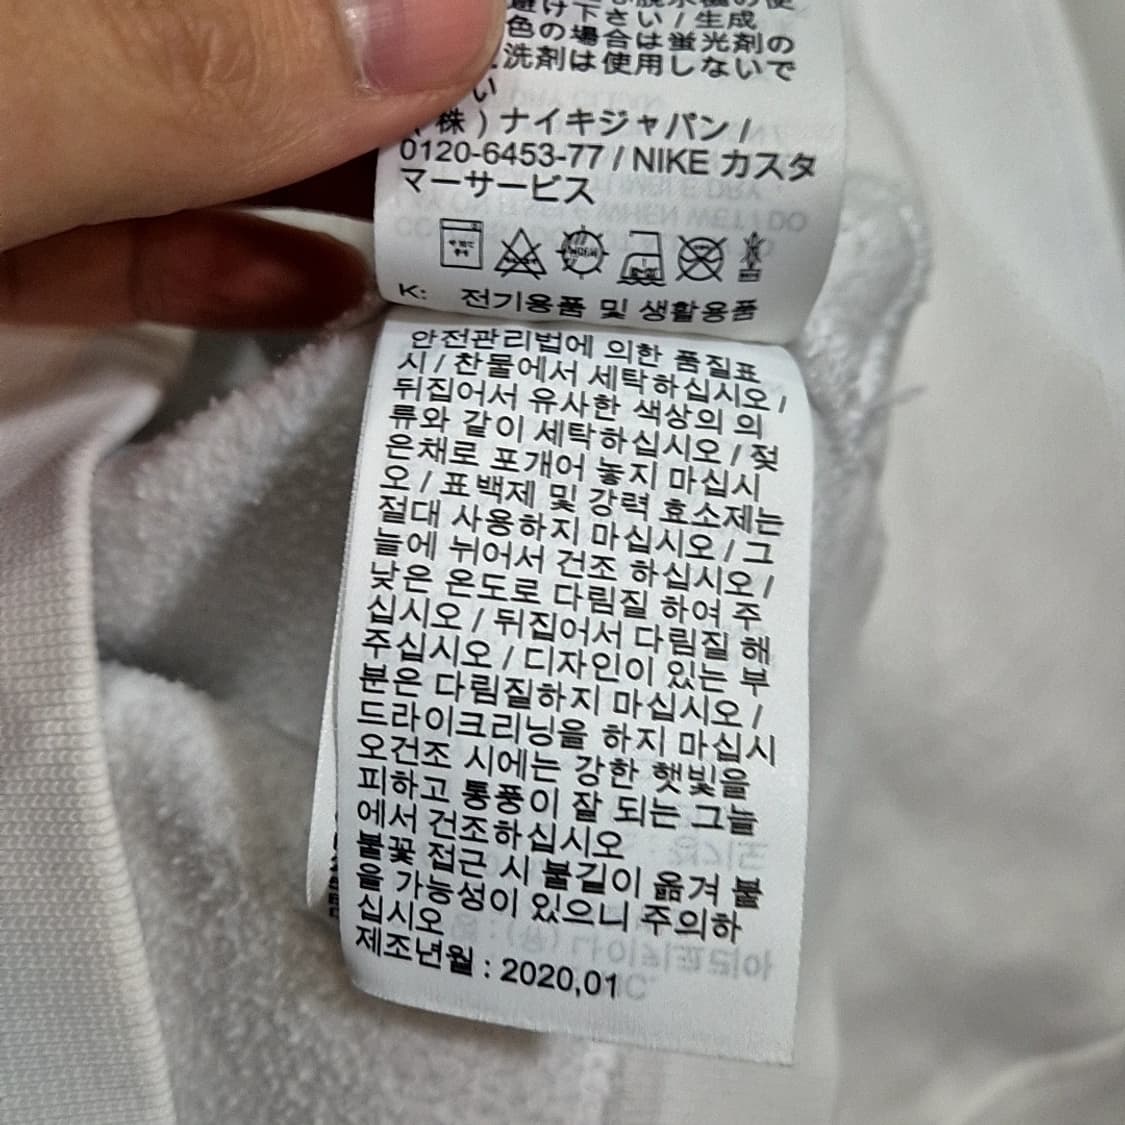 避け下さい / 生成
色の場合は蛍光剤の
洗剤は使用しないで
い
株 ) ナイキジャパン /
0120-6453-77 / NIKE カスタ
マーサービス
K: 전기용품 및 생활용품
안전관리법에 의한 품질표
시 / 찬물에서 세탁하십시오 /
뒤집어서 유사한 색상의 의
류와 같이 세탁하십시오 / 젖
은채로 포개어 놓지 마십시
오 / 표백제 및 강력 효소제는
절대 사용하지 마십시오 / 그
늘에 뉘어서 건조 하십시오 /
낮은 온도로 다림질 하여 주
십시오 / 뒤집어서 다림질 해
주십시오 / 디자인이 있는 부
분은 다림질하지 마십시오 /
드라이크리닝을 하지 마십시
오건조 시에는 강한 햇빛을
피하고 통풍이 잘 되는 그늘
에서 건조하십시오
불꽃 접근 시 불길이 옮겨 붙
을 가능성이 있으니 주의하
십시오
제조년월 : 2020,01